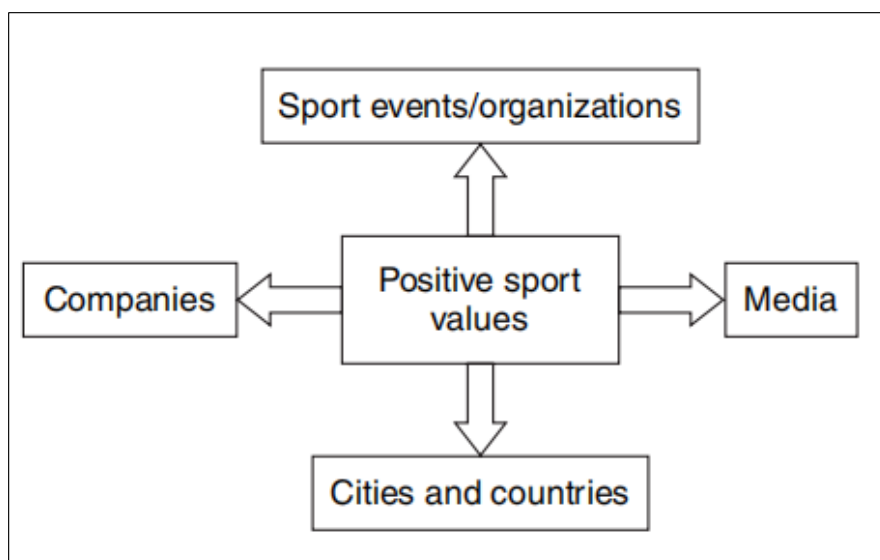 Sport events/organizations
Companies
Positive sport
values
Media
Cities and countries